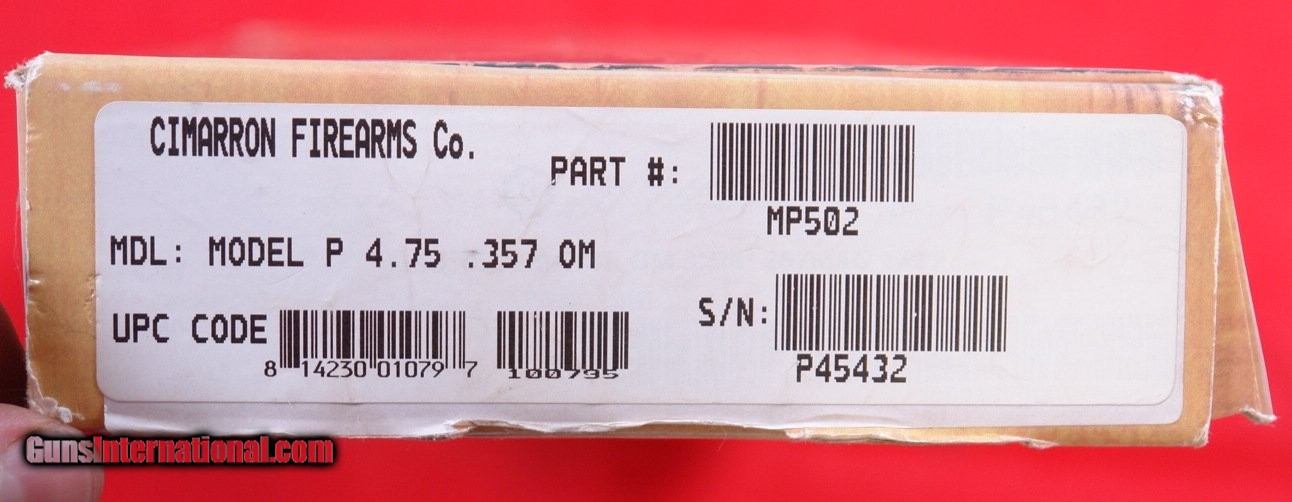 CIMARRON FIREARMS Co.
PART #:
MP502
MDL: MODEL P 4.75 .357 OM
UPC CODE
8 14230 01079 7
100795
S/N:
P45432
GunsInternational.com